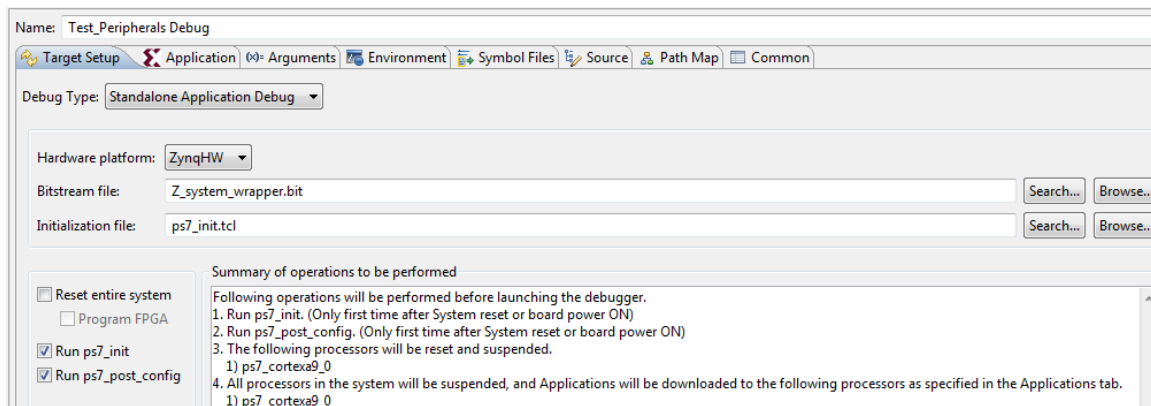 Name: Test_Peripherals Debug
Target Setup Application (x)= Arguments Environment Symbol Files Source Path Map Common
Debug Type: Standalone Application Debug
Hardware platform: ZynqHW
Bitstream file: Z_system_wrapper.bit Search... Browse..
Initialization file: ps7_init.tcl Search... Browse..
Summary of operations to be performed
Reset entire system
Program FPGA
Run ps7_init
Run ps7_post_config
Following operations will be performed before launching the debugger.
1. Run ps7_init. (Only first time after System reset or board power ON)
2. Run ps7_post_config. (Only first time after System reset or board power ON)
3. The following processors will be reset and suspended.
1) ps7_cortexa9_0
4. All processors in the system will be suspended, and Applications will be downloaded to the following processors as specified in the Applications tab.
1) ps7_cortexa9_0